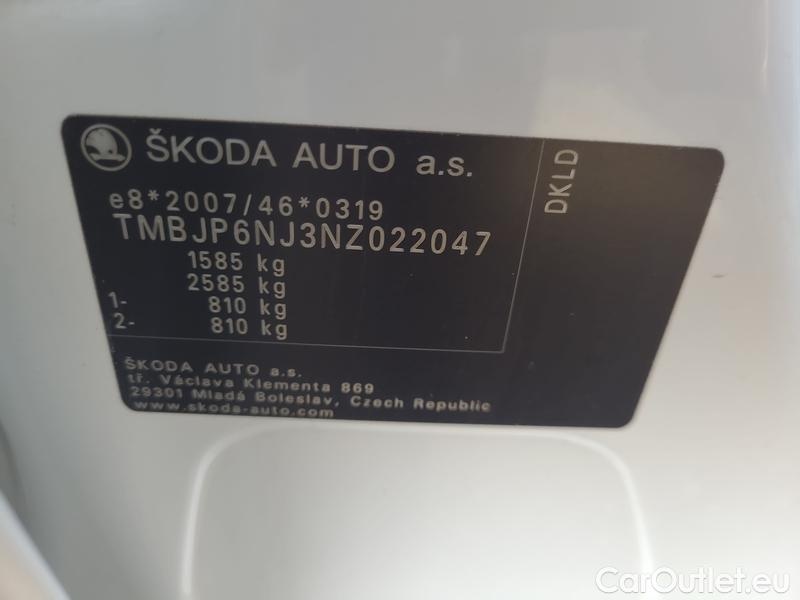 ŠKODA AUTO a.s.
DKLD
e8*2007/46*0319
TMBJP6NJ3NZ022047
1585 kg
2585 kg
1- 810 kg
2- 810 kg
ŠKODA AUTO a.s.
tř. Václava Klementa 869
29301 Mladá Boleslav, Czech Republic
www.skoda-auto.com
CarOutlet.eu